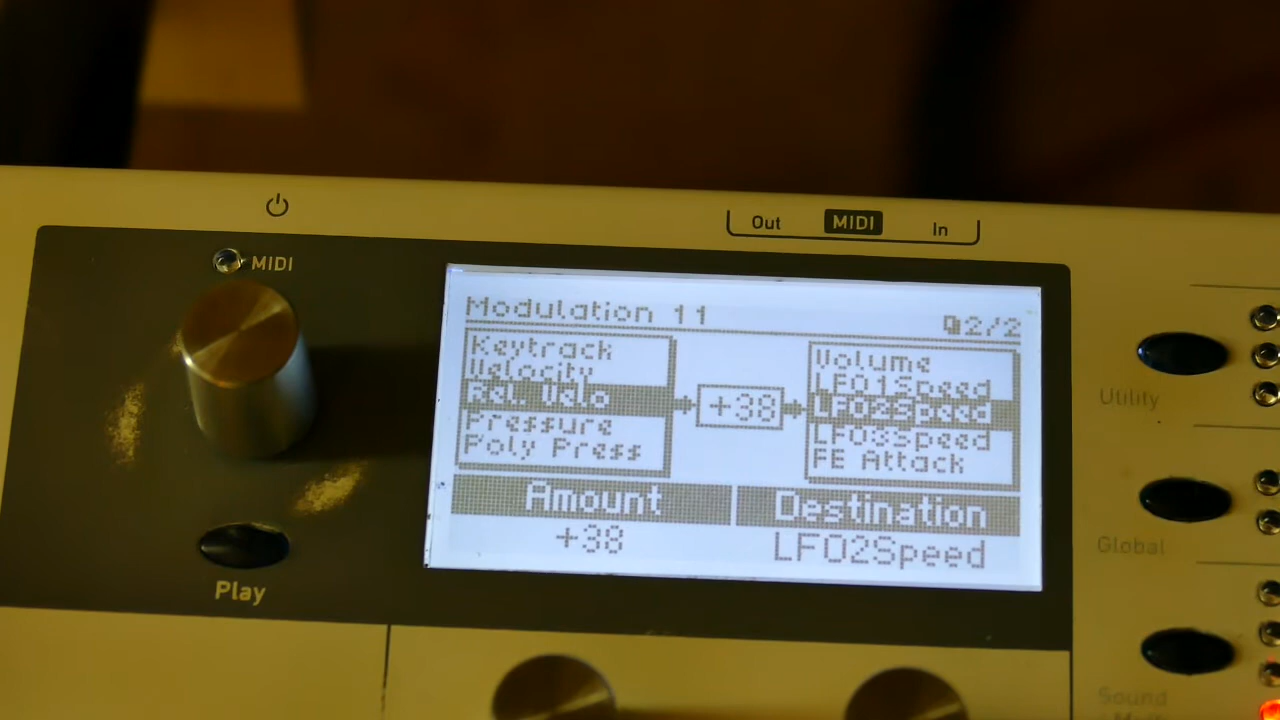 Out MIDI In
MIDI
Modulation 11
2/2
Keytrack
Velocity
Rel. Velo
Pressure
Poly Press
+38
Volume
LFO1Speed
LFO2Speed
LFO3Speed
FE Attack
Amount
Destination
+38
LFO2Speed
Play
Utility
Global
Sound